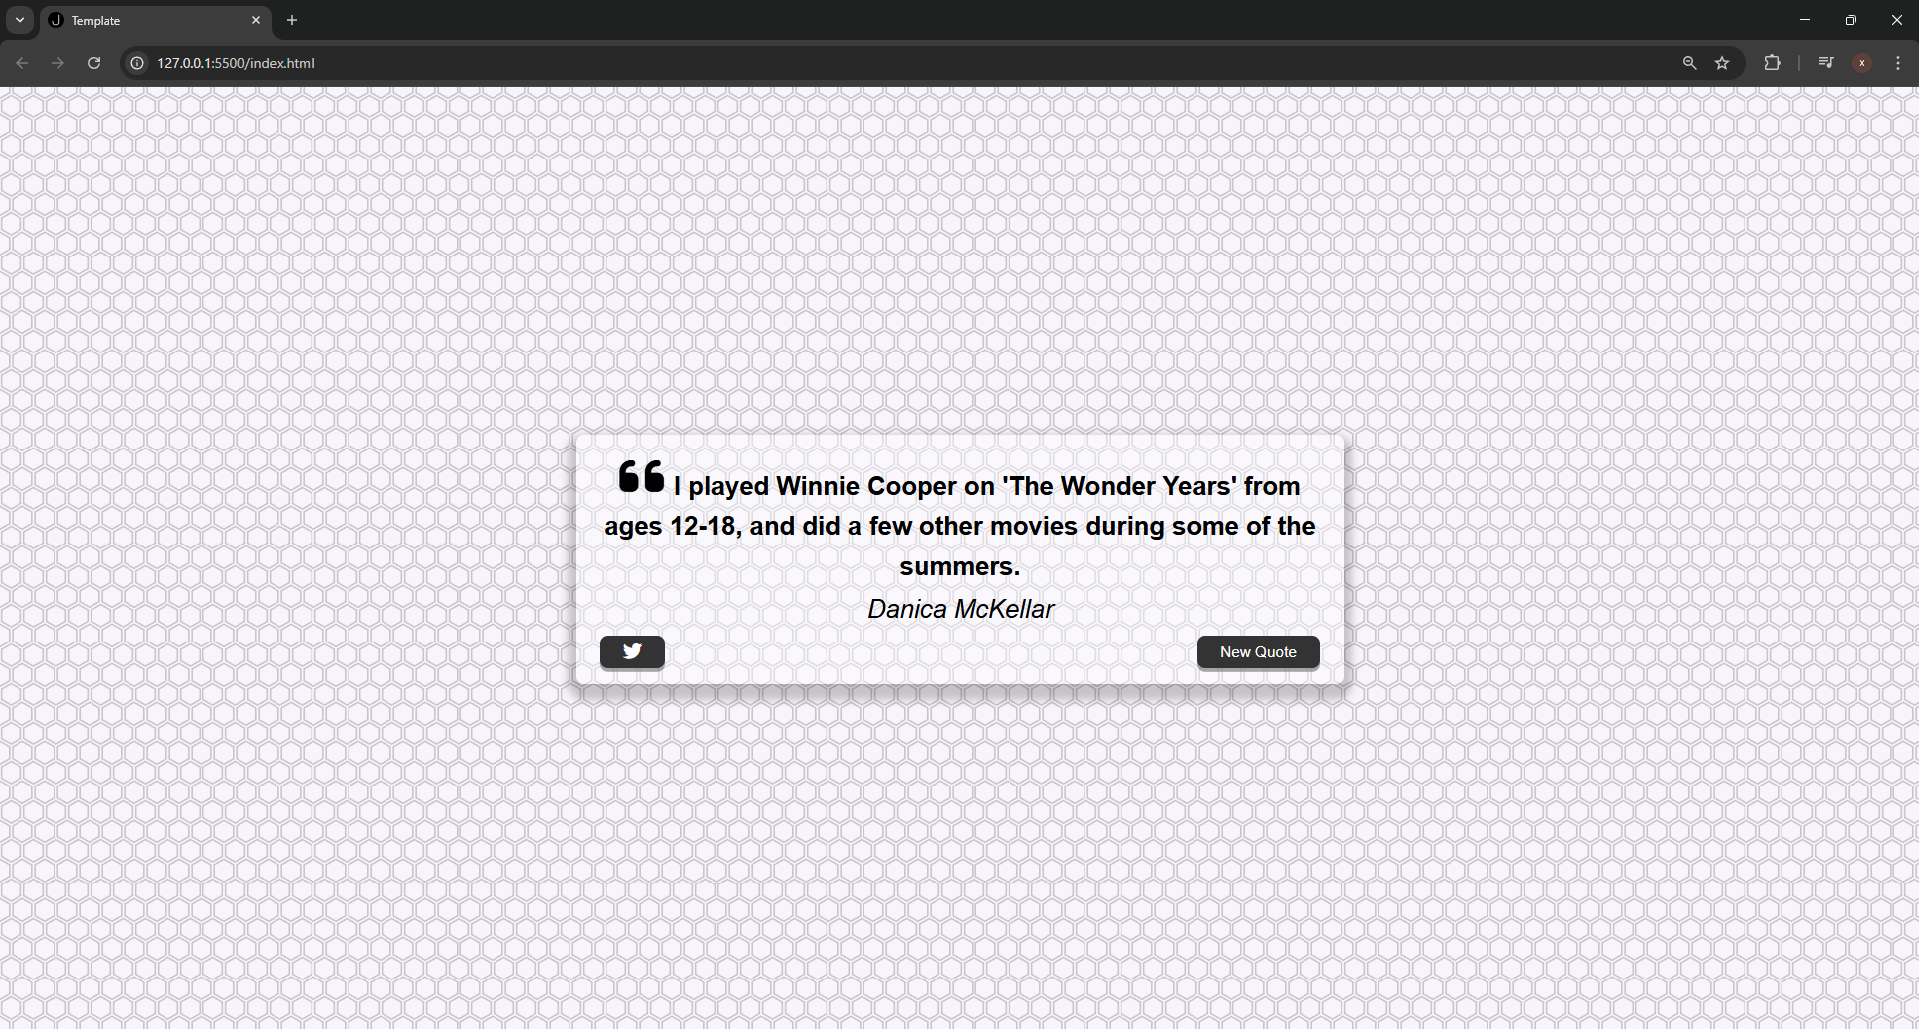 Template
127.0.0.1:5500/index.html
x
I played Winnie Cooper on 'The Wonder Years' from
ages 12-18, and did a few other movies during some of the
summers.
Danica McKellar
New Quote